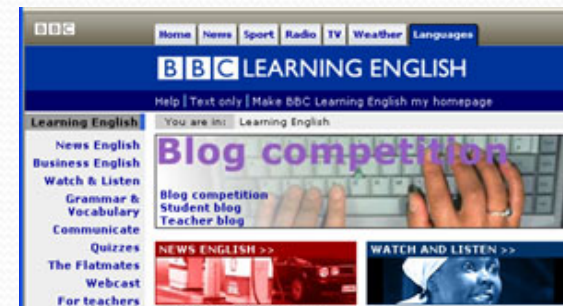 BBC
Home News Sport Radio TV Weather Languages
BBC LEARNING ENGLISH
Help | Text only | Make BBC Learning English my homepage
Learning English
You are in: Learning English
News English
Business English
Watch & Listen
Grammar &
Vocabulary
Communicate
Quizzes
The Flatmates
Webcast
For teachers
Blog competition
Blog competition
Student blog
Teacher blog
NEWS ENGLISH >>
WATCH AND LISTEN >>